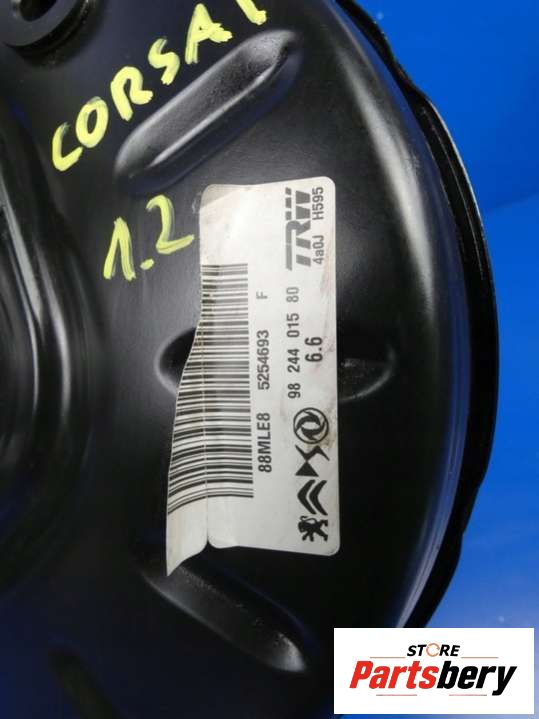 CORSA F
1.2
TRW
4a0J H595
98 244 015 80
6.6
5254693 F
88MLE8
STORE
Partsbery